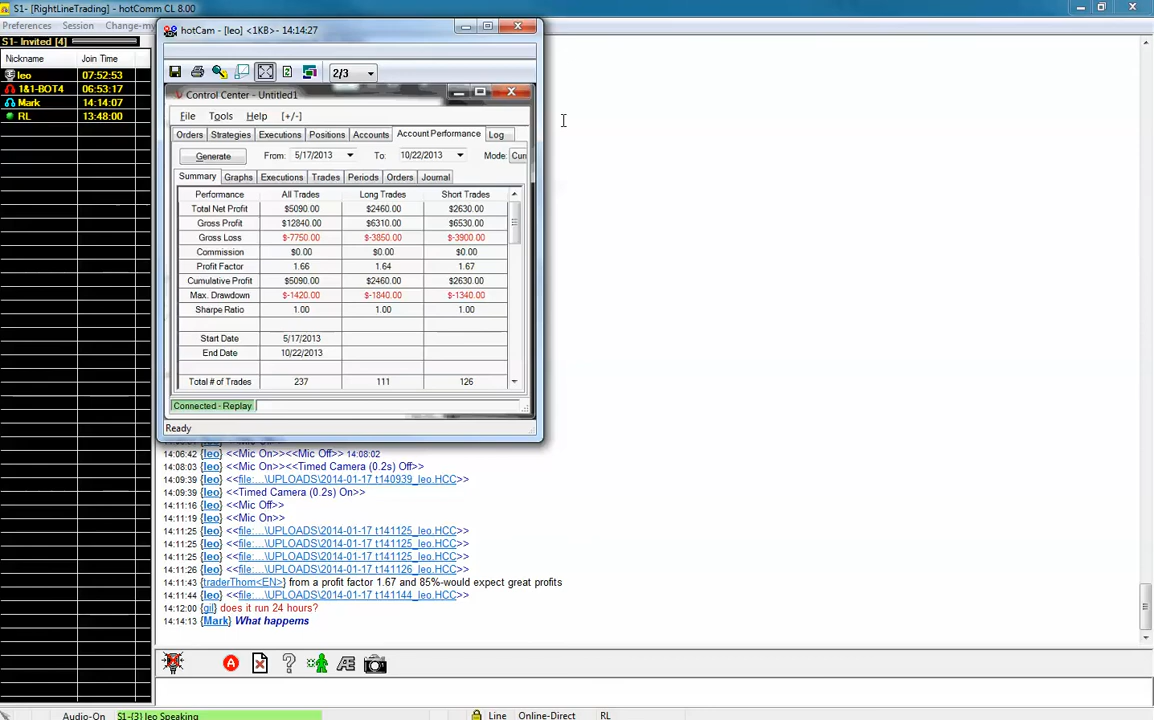 S1- [RightLineTrading] - hotComm CL 8.00
Preferences Session Change-my
S1- Invited [4]
Nickname Join Time
leo 07:52:53
1&1-BOT4 06:53:17
Mark 14:14:07
RL 13:48:00
hotCam - [leo] <1KB> - 14:14:27
2/3
Control Center - Untitled1
File Tools Help [+/-]
Orders Strategies Executions Positions Accounts Account Performance Log
Generate From: 5/17/2013 To: 10/22/2013 Mode: Curr
Summary Graphs Executions Trades Periods Orders Journal
Performance All Trades Long Trades Short Trades
Total Net Profit $5090.00 $2460.00 $2630.00
Gross Profit $12840.00 $6310.00 $6530.00
Gross Loss $-7750.00 $-3850.00 $-3900.00
Commission $0.00 $0.00 $0.00
Profit Factor 1.66 1.64 1.67
Cumulative Profit $5090.00 $2460.00 $2630.00
Max. Drawdown $-1420.00 $-1840.00 $-1340.00
Sharpe Ratio 1.00 1.00 1.00
Start Date 5/17/2013
End Date 10/22/2013
Total # of Trades 237 111 126
Connected - Replay
Ready
14:06:42 {leo} <<Mic On>><<Mic Off>> 14:08:02
14:08:03 {leo} <<Timed Camera (0.2s) Off>>
14:09:39 {leo} <<file:...\UPLOADS\2014-01-17 t140939_leo.HCC>>
14:09:39 {leo} <<Timed Camera (0.2s) On>>
14:11:16 {leo} <<Mic Off>>
14:11:19 {leo} <<Mic On>>
14:11:25 {leo} <<file:...\UPLOADS\2014-01-17 t141125_leo.HCC>>
14:11:25 {leo} <<file:...\UPLOADS\2014-01-17 t141125_leo.HCC>>
14:11:25 {leo} <<file:...\UPLOADS\2014-01-17 t141125_leo.HCC>>
14:11:26 {leo} <<file:...\UPLOADS\2014-01-17 t141126_leo.HCC>>
14:11:43 {traderThom<EN>} from a profit factor 1.67 and 85%-would expect great profits
14:11:44 {leo} <<file:...\UPLOADS\2014-01-17 t141144_leo.HCC>>
14:12:00 {gil} does it run 24 hours?
14:14:13 {Mark} What happems
Audio-On S1-(3) leo Speaking Line Online-Direct RL